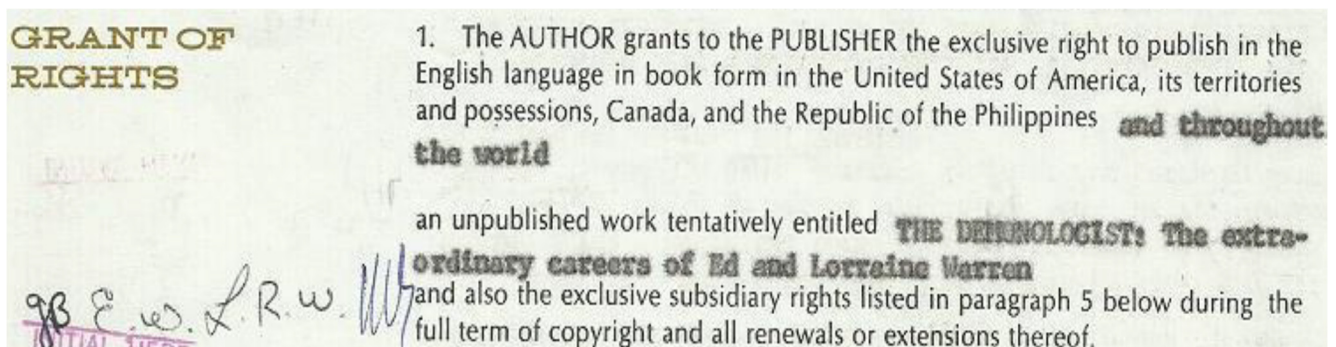 GRANT OF
RIGHTS
1. The AUTHOR grants to the PUBLISHER the exclusive right to publish in the
English language in book form in the United States of America, its territories
and possessions, Canada, and the Republic of the Philippines and throughout
the world
an unpublished work tentatively entitled THE DEMONOLOGIST: The extra-
ordinary careers of Ed and Lorraine Warren
and also the exclusive subsidiary rights listed in paragraph 5 below during the
full term of copyright and all renewals or extensions thereof.
gB E.W. L.R.W.
INITIAL HERE